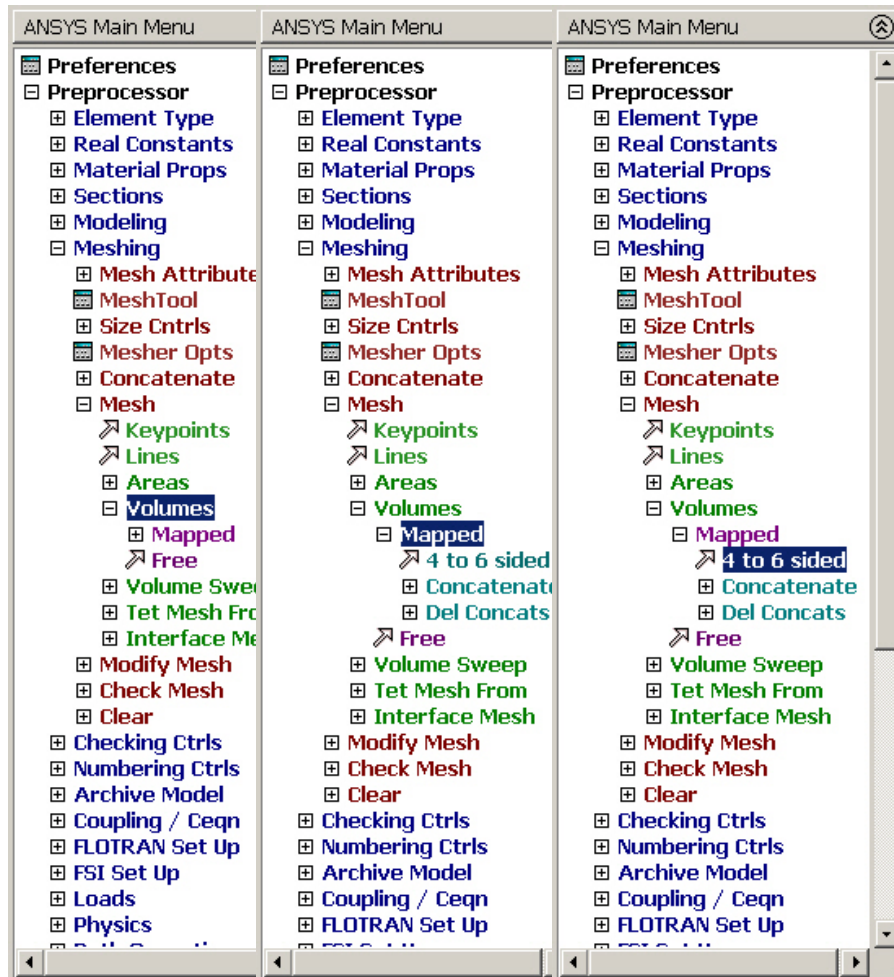 ANSYS Main Menu
Preferences
Preprocessor
Element Type
Real Constants
Material Props
Sections
Modeling
Meshing
Mesh Attribute
MeshTool
Size Cntrls
Mesher Opts
Concatenate
Mesh
Keypoints
Lines
Areas
Volumes
Mapped
Free
Volume Swe
Tet Mesh Fro
Interface Me
Modify Mesh
Check Mesh
Clear
Checking Ctrls
Numbering Ctrls
Archive Model
Coupling / Ceqn
FLOTRAN Set Up
FSI Set Up
Loads
Physics
ANSYS Main Menu
Preferences
Preprocessor
Element Type
Real Constants
Material Props
Sections
Modeling
Meshing
Mesh Attributes
MeshTool
Size Cntrls
Mesher Opts
Concatenate
Mesh
Keypoints
Lines
Areas
Volumes
Mapped
4 to 6 sided
Concatenate
Del Concats
Free
Volume Sweep
Tet Mesh From
Interface Mesh
Modify Mesh
Check Mesh
Clear
Checking Ctrls
Numbering Ctrls
Archive Model
Coupling / Ceqn
FLOTRAN Set Up
ANSYS Main Menu
Preferences
Preprocessor
Element Type
Real Constants
Material Props
Sections
Modeling
Meshing
Mesh Attributes
MeshTool
Size Cntrls
Mesher Opts
Concatenate
Mesh
Keypoints
Lines
Areas
Volumes
Mapped
4 to 6 sided
Concatenate
Del Concats
Free
Volume Sweep
Tet Mesh From
Interface Mesh
Modify Mesh
Check Mesh
Clear
Checking Ctrls
Numbering Ctrls
Archive Model
Coupling / Ceqn
FLOTRAN Set Up